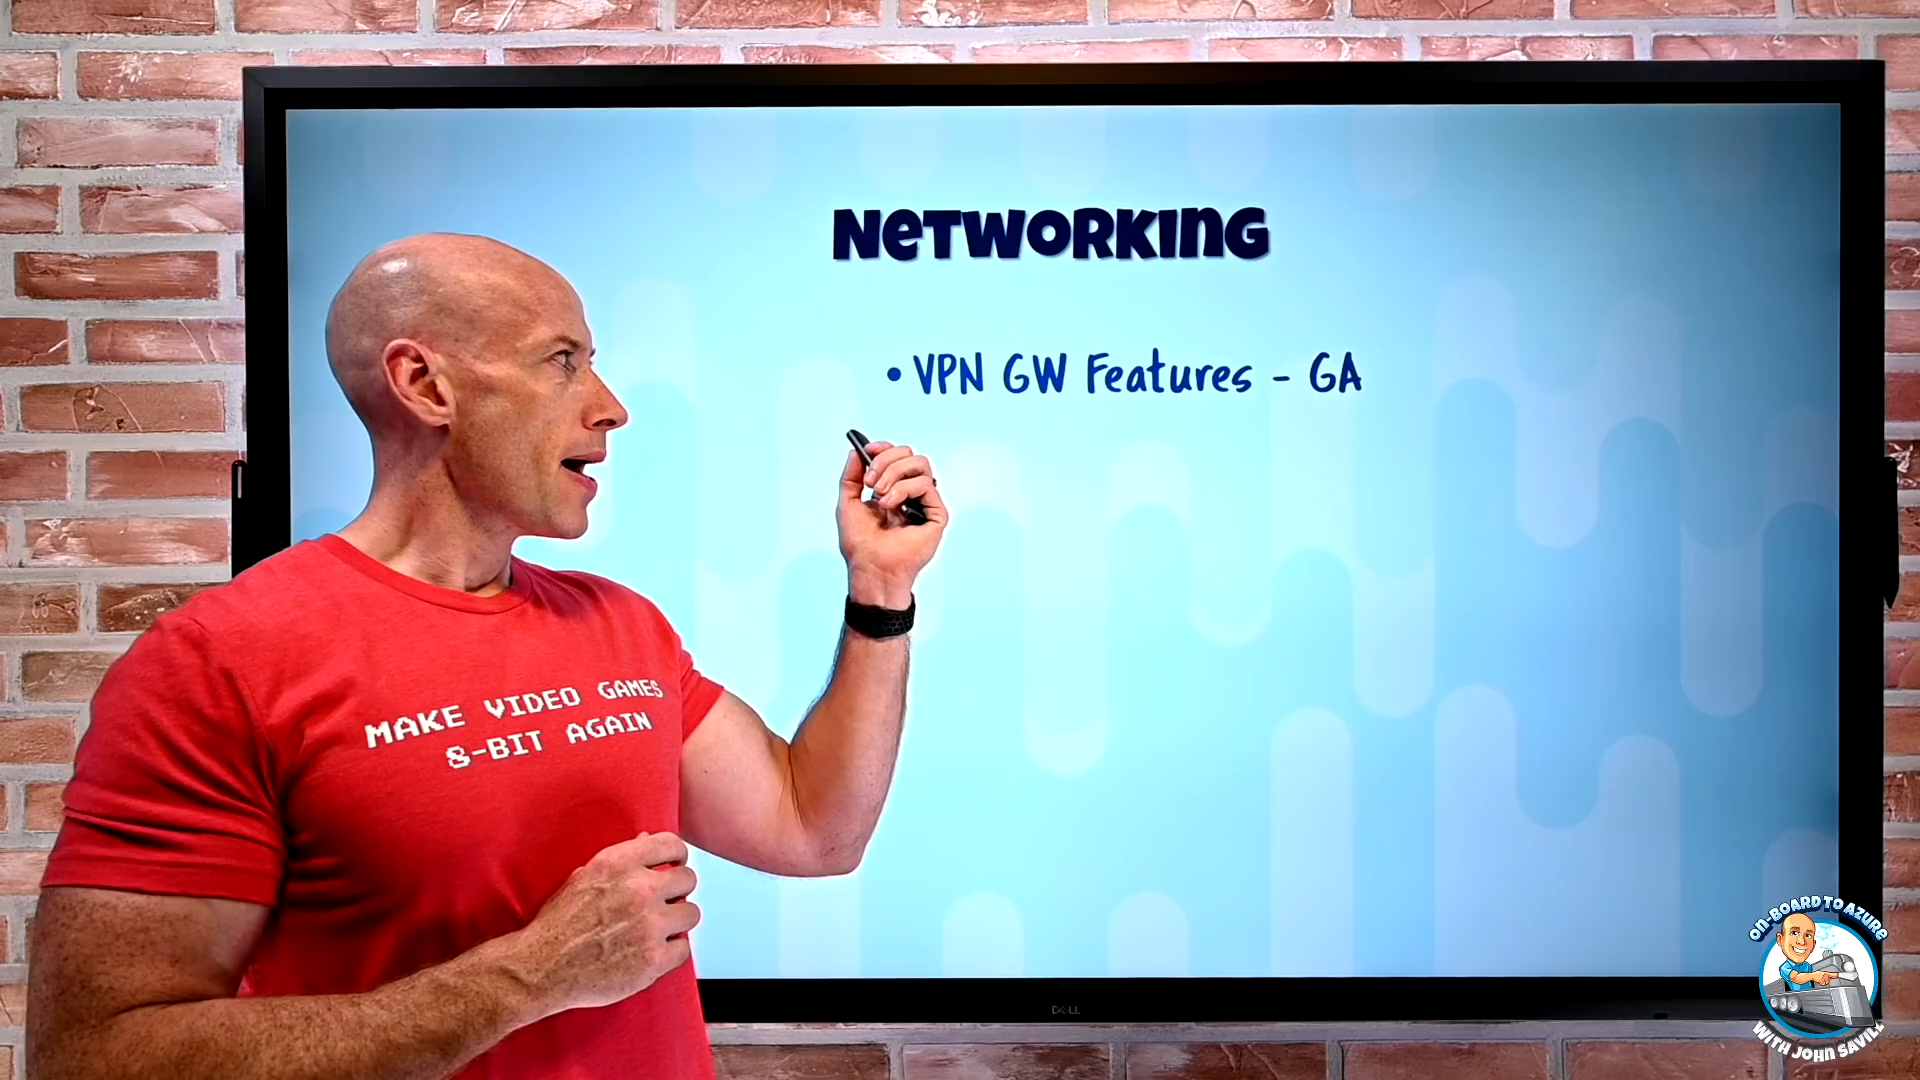 NETWORKING
• VPN GW Features - GA
MAKE VIDEO GAMES
8-BIT AGAIN
DELL
ON-BOARD TO AZURE
WITH JOHN SAVILL